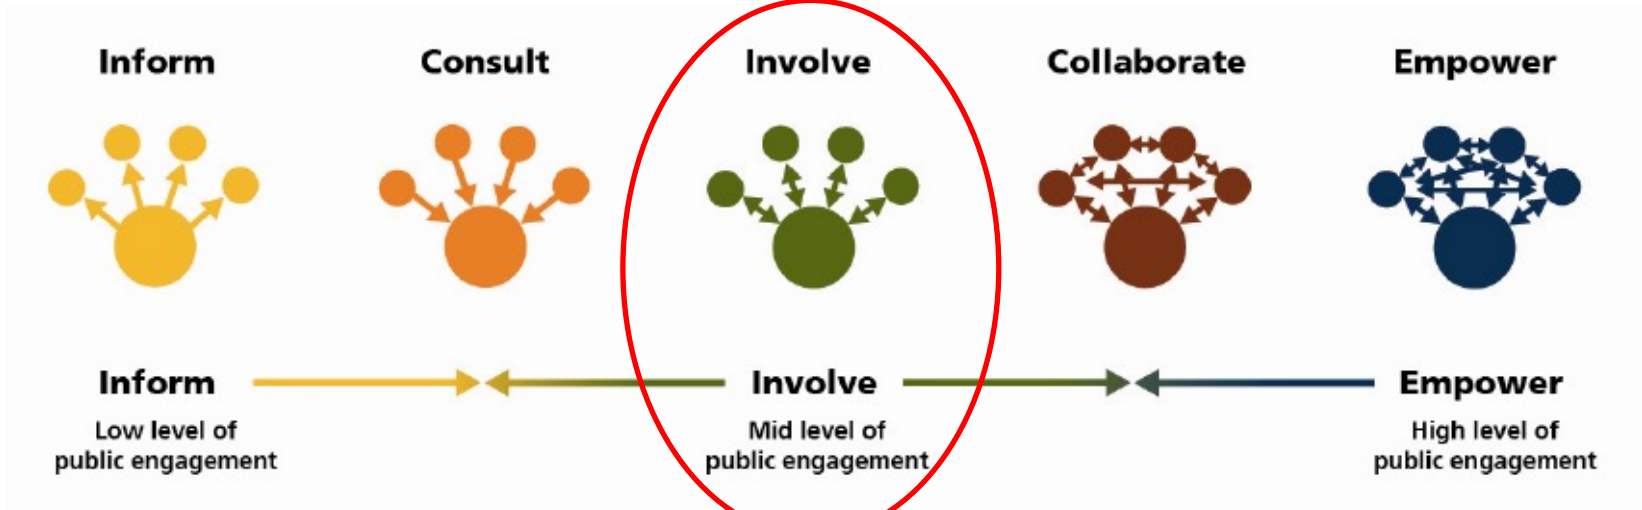 Inform
Consult
Involve
Collaborate
Empower
Inform
Involve
Empower
Low level of
public engagement
Mid level of
public engagement
High level of
public engagement